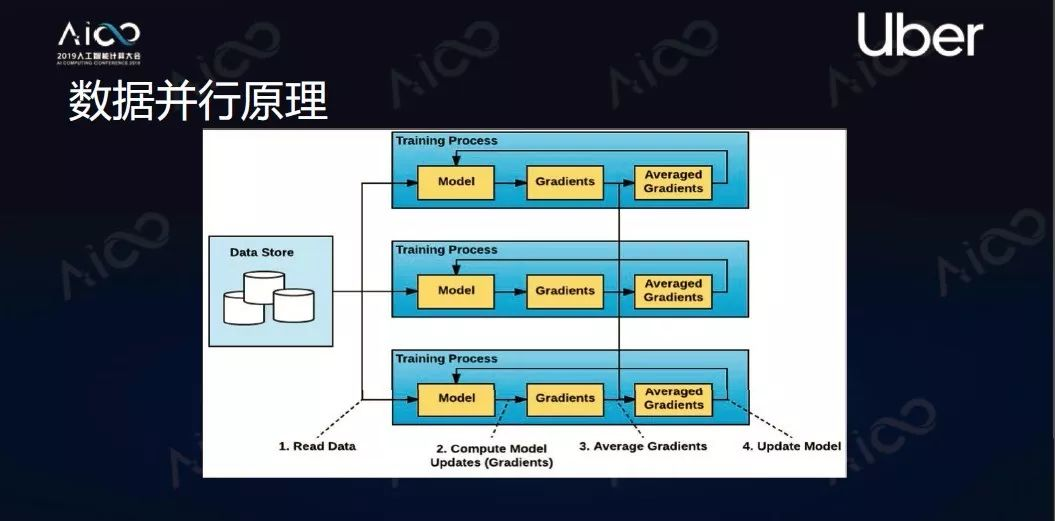 Aico
2019人工智能计算大会
AI COMPUTING CONFERENCE 2019
Uber
数据并行原理
Training Process
Model
Gradients
Averaged
Gradients
Data Store
Training Process
Model
Gradients
Averaged
Gradients
Training Process
Model
Gradients
Averaged
Gradients
1. Read Data
2. Compute Model
Updates (Gradients)
3. Average Gradients
4. Update Model